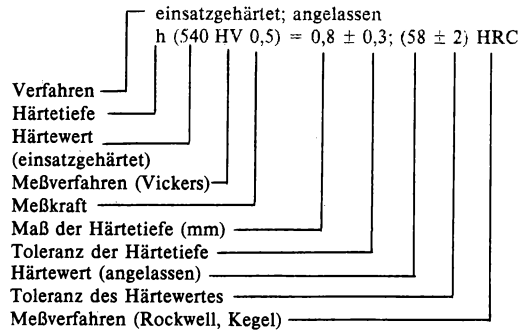 einsatzgehärtet; angelassen
h (540 HV 0,5) = 0,8 ± 0,3; (58 ± 2) HRC
Verfahren
Härtetiefe
Härtewert
(einsatzgehärtet)
Meßverfahren (Vickers)
Meßkraft
Maß der Härtetiefe (mm)
Toleranz der Härtetiefe
Härtewert (angelassen)
Toleranz des Härtewertes
Meßverfahren (Rockwell, Kegel)